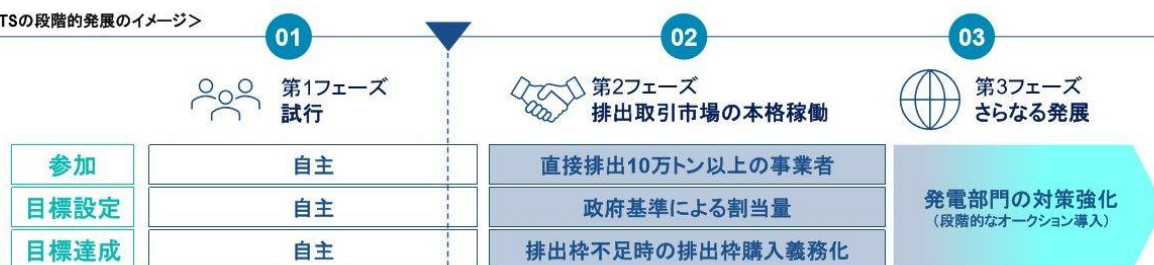 TSの段階的発展のイメージ＞
01
02
03
第1フェーズ
試行
第2フェーズ
排出取引市場の本格稼働
第3フェーズ
さらなる発展
参加
自主
直接排出10万トン以上の事業者
目標設定
自主
政府基準による割当量
目標達成
自主
排出枠不足時の排出枠購入義務化
発電部門の対策強化
（段階的なオークション導入）